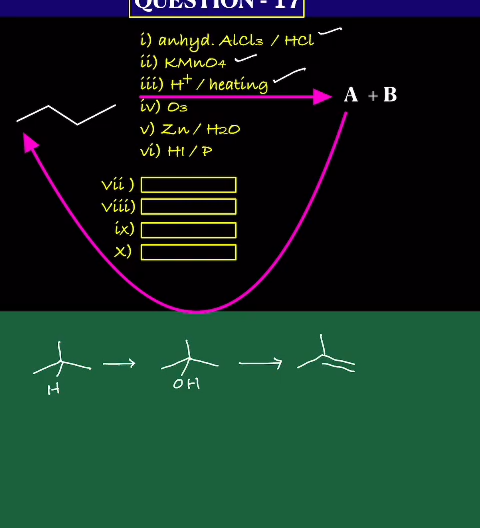 QUESTION - 17
i) anhyd. AlCl₃ / HCl
ii) KMnO₄
iii) H⁺ / heating
iv) O₃
v) Zn / H₂O
vi) HI / P
A + B
vii )
viii)
ix)
x)
H
OH